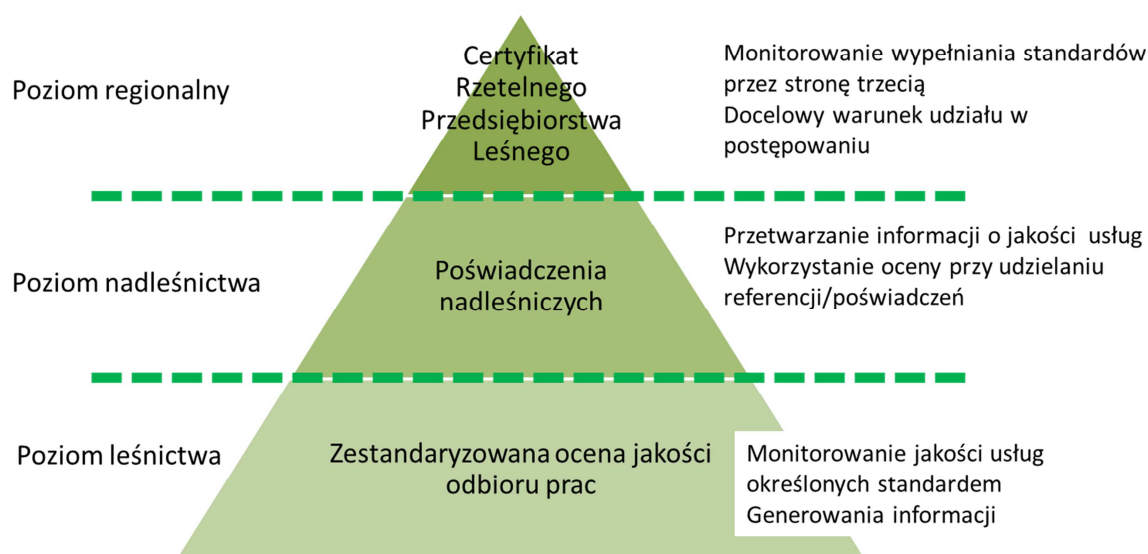 Poziom regionalny
Certyfikat
Rzetelnego
Przedsiębiorstwa
Leśnego
Monitorowanie wypełniania standardów
przez stronę trzecią
Docelowy warunek udziału w
postępowaniu
Poziom nadleśnictwa
Poświadczenia
nadleśniczych
Przetwarzanie informacji o jakości usług
Wykorzystanie oceny przy udzielaniu
referencji/poświadczeń
Poziom leśnictwa
Zestandaryzowana ocena jakości
odbioru prac
Monitorowanie jakości usług
określonych standardem
Generowania informacji